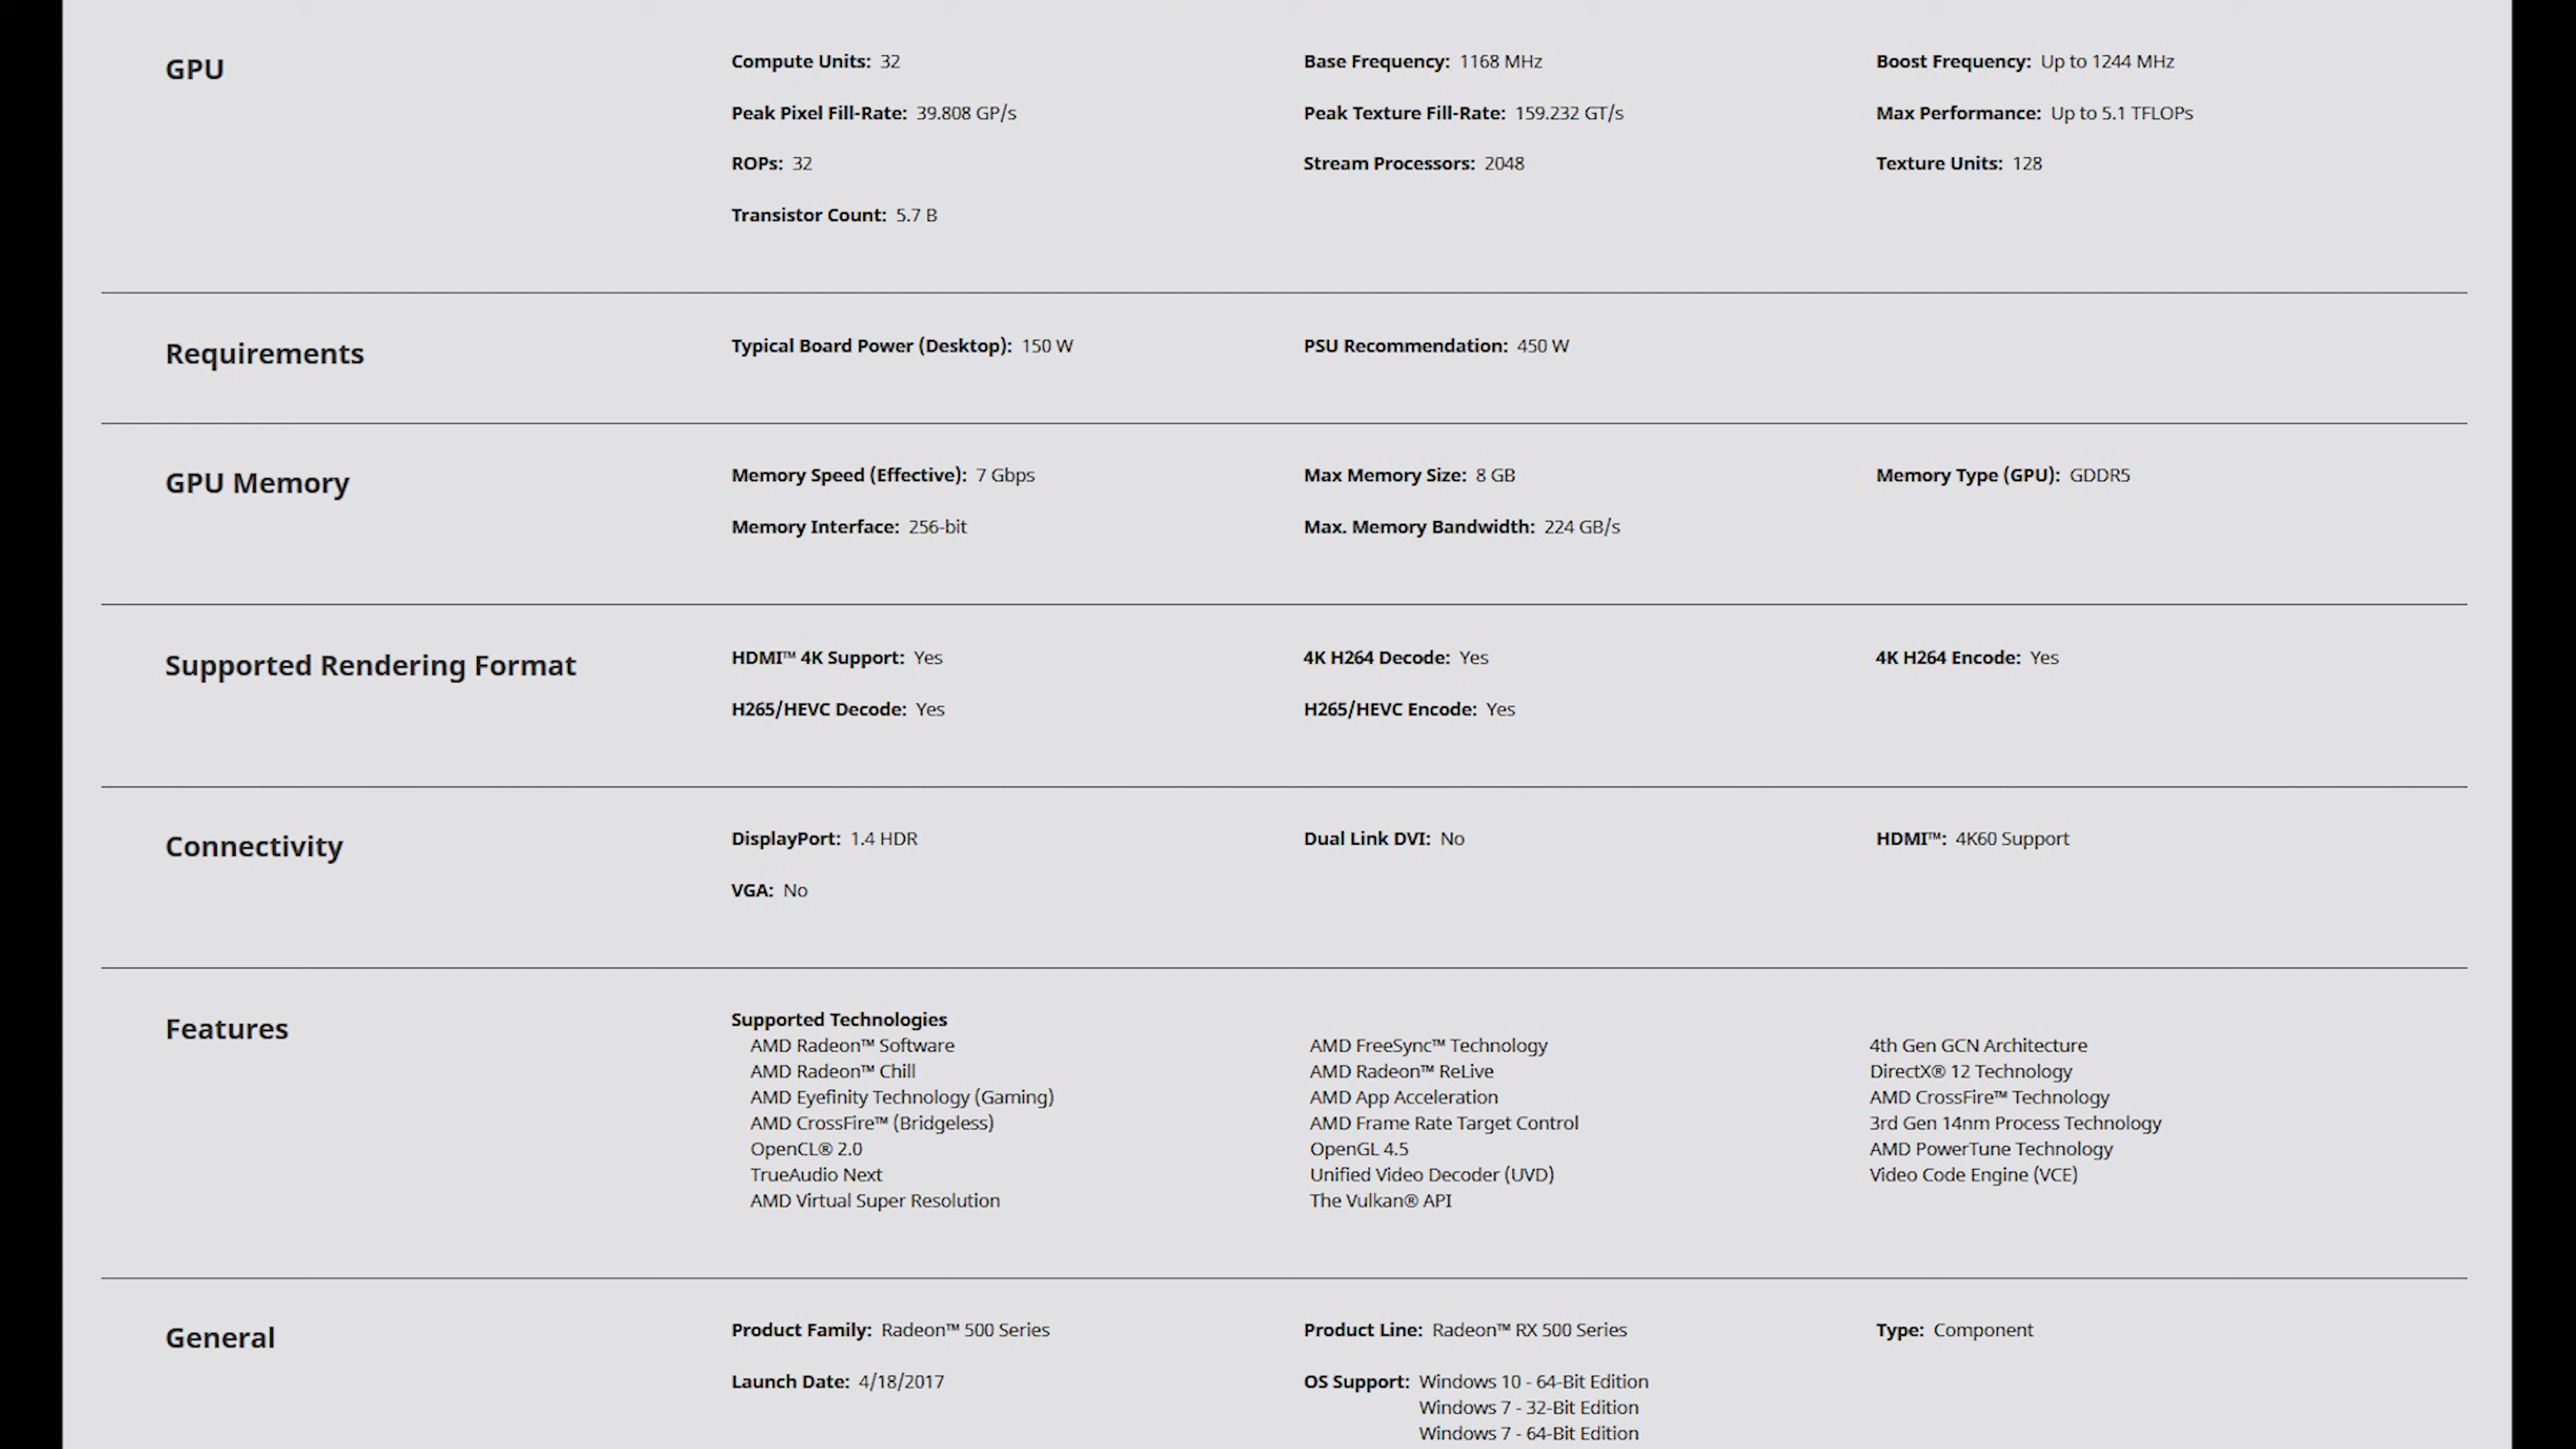 GPU
Compute Units: 32
Base Frequency: 1168 MHz
Boost Frequency: Up to 1244 MHz
Peak Pixel Fill-Rate: 39.808 GP/s
Peak Texture Fill-Rate: 159.232 GT/s
Max Performance: Up to 5.1 TFLOPs
ROPs: 32
Stream Processors: 2048
Texture Units: 128
Transistor Count: 5.7 B
Requirements
Typical Board Power (Desktop): 150 W
PSU Recommendation: 450 W
GPU Memory
Memory Speed (Effective): 7 Gbps
Max Memory Size: 8 GB
Memory Type (GPU): GDDR5
Memory Interface: 256-bit
Max. Memory Bandwidth: 224 GB/s
Supported Rendering Format
HDMI™ 4K Support: Yes
4K H264 Decode: Yes
4K H264 Encode: Yes
H265/HEVC Decode: Yes
H265/HEVC Encode: Yes
Connectivity
DisplayPort: 1.4 HDR
Dual Link DVI: No
HDMI™: 4K60 Support
VGA: No
Features
Supported Technologies
AMD Radeon™ Software
AMD FreeSync™ Technology
4th Gen GCN Architecture
AMD Radeon™ Chill
AMD Radeon™ ReLive
DirectX® 12 Technology
AMD Eyefinity Technology (Gaming)
AMD App Acceleration
AMD CrossFire™ Technology
AMD CrossFire™ (Bridgeless)
AMD Frame Rate Target Control
3rd Gen 14nm Process Technology
OpenCL® 2.0
OpenGL 4.5
AMD PowerTune Technology
TrueAudio Next
Unified Video Decoder (UVD)
Video Code Engine (VCE)
AMD Virtual Super Resolution
The Vulkan® API
General
Product Family: Radeon™ 500 Series
Product Line: Radeon™ RX 500 Series
Type: Component
Launch Date: 4/18/2017
OS Support: Windows 10 - 64-Bit Edition
Windows 7 - 32-Bit Edition
Windows 7 - 64-Bit Edition